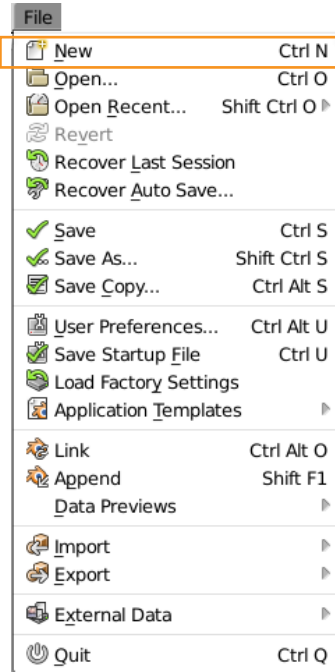 File
New Ctrl N
Open... Ctrl O
Open Recent... Shift Ctrl O
Revert
Recover Last Session
Recover Auto Save...
Save Ctrl S
Save As... Shift Ctrl S
Save Copy... Ctrl Alt S
User Preferences... Ctrl Alt U
Save Startup File Ctrl U
Load Factory Settings
Application Templates
Link Ctrl Alt O
Append Shift F1
Data Previews
Import
Export
External Data
Quit Ctrl Q